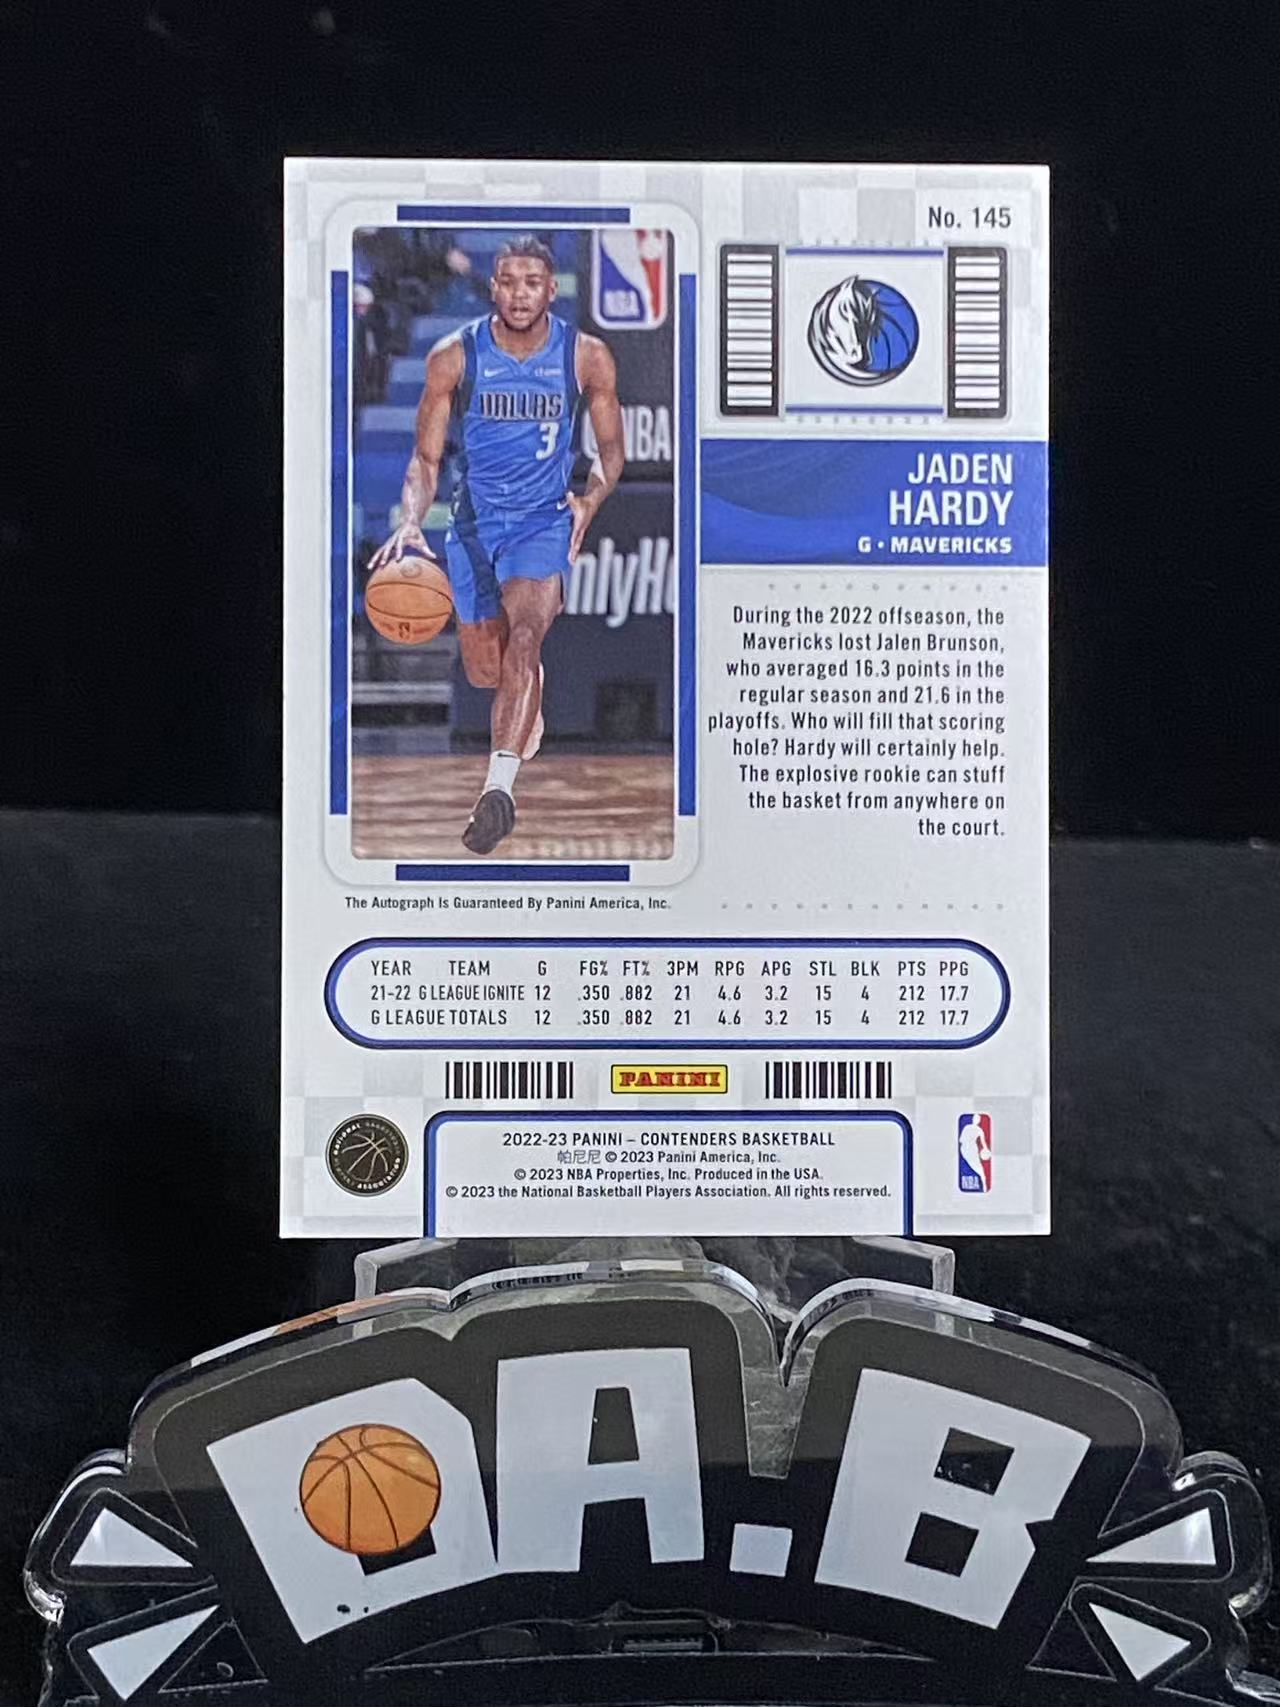 No. 145
NBA
DALLAS
3
NBA
nlyH
JADEN
HARDY
G • MAVERICKS
During the 2022 offseason, the
Mavericks lost Jalen Brunson,
who averaged 16.3 points in the
regular season and 21.6 in the
playoffs. Who will fill that scoring
hole? Hardy will certainly help.
The explosive rookie can stuff
the basket from anywhere on
the court.
The Autograph Is Guaranteed By Panini America, Inc.
YEAR TEAM G FG% FT% 3PM RPG APG STL BLK PTS PPG
21-22 G LEAGUE IGNITE 12 .350 .882 21 4.6 3.2 15 4 212 17.7
G LEAGUE TOTALS 12 .350 .882 21 4.6 3.2 15 4 212 17.7
PANINI
NATIONAL BASKETBALL
ASSOCIATION
2022-23 PANINI – CONTENDERS BASKETBALL
帕尼尼 © 2023 Panini America, Inc.
© 2023 NBA Properties, Inc. Produced in the USA.
© 2023 the National Basketball Players Association. All rights reserved.
NBA
DA.B